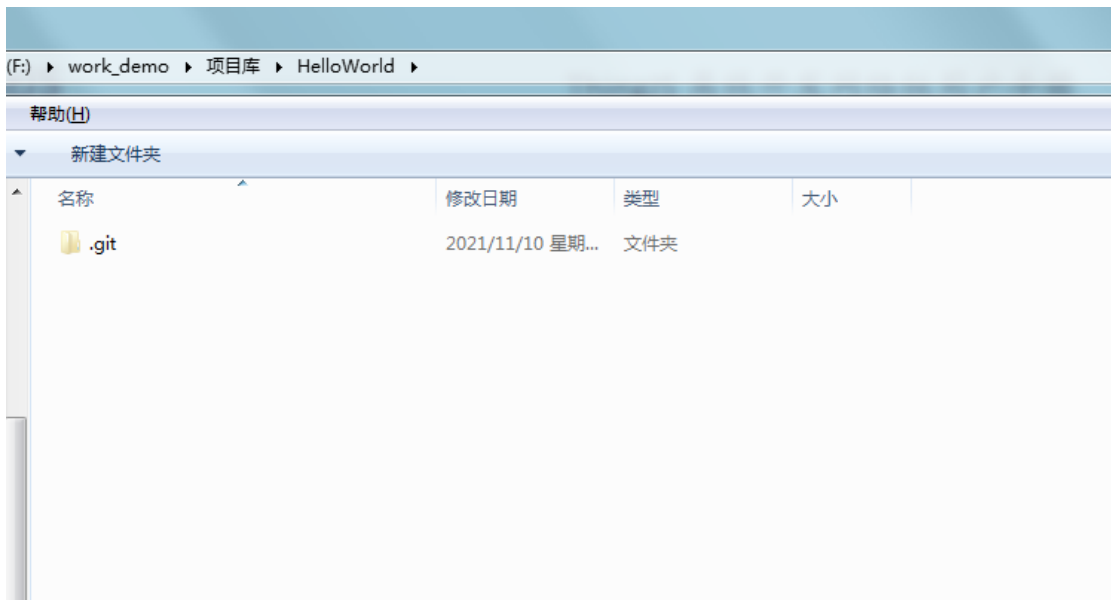 (F:) ▸ work_demo ▸ 项目库 ▸ HelloWorld ▸
帮助(H)
新建文件夹
名称 修改日期 类型 大小
.git 2021/11/10 星期... 文件夹